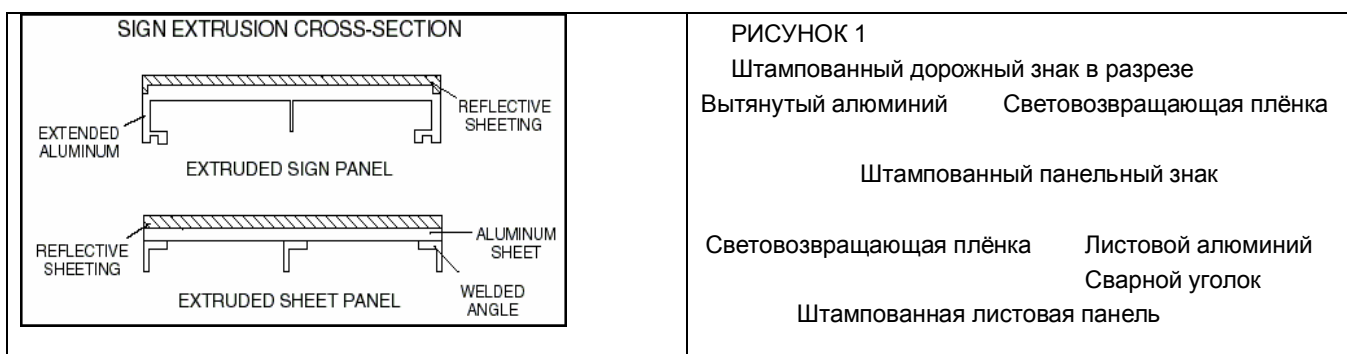 SIGN EXTRUSION CROSS-SECTION
REFLECTIVE
SHEETING
EXTENDED
ALUMINUM
EXTRUDED SIGN PANEL
ALUMINUM
SHEET
REFLECTIVE
SHEETING
WELDED
ANGLE
EXTRUDED SHEET PANEL
РИСУНОК 1
Штампованный дорожный знак в разрезе
Вытянутый алюминий Световозвращающая плёнка
Штампованный панельный знак
Световозвращающая плёнка Листовой алюминий
Сварной уголок
Штампованная листовая панель